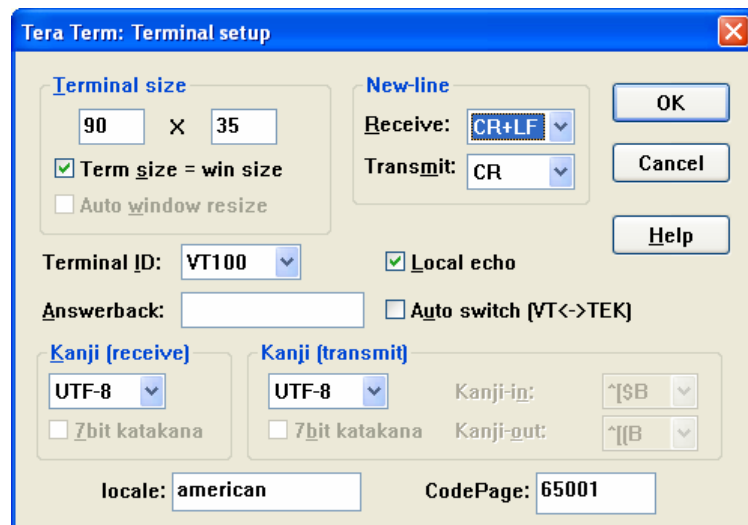 Tera Term: Terminal setup
Terminal size
90 X 35
Term size = win size
Auto window resize
New-line
Receive: CR+LF
Transmit: CR
OK
Cancel
Help
Terminal ID: VT100
Local echo
Answerback:
Auto switch (VT<->TEK)
Kanji (receive)
UTF-8
7bit katakana
Kanji (transmit)
UTF-8
7bit katakana
Kanji-in: ^[$B
Kanji-out: ^[(B
locale: american
CodePage: 65001